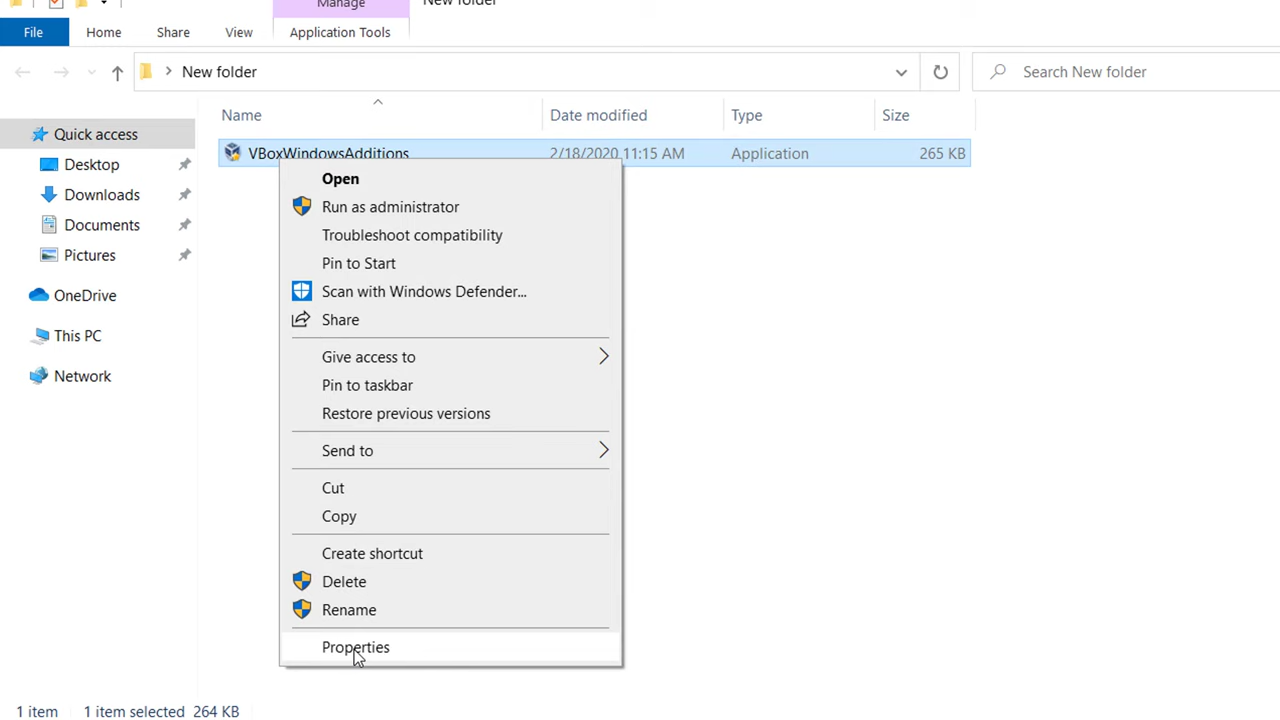 Manage
New folder
File
Home
Share
View
Application Tools
New folder
Search New folder
Name
Date modified
Type
Size
Quick access
Desktop
Downloads
Documents
Pictures
OneDrive
This PC
Network
VBoxWindowsAdditions
2/18/2020 11:15 AM
Application
265 KB
Open
Run as administrator
Troubleshoot compatibility
Pin to Start
Scan with Windows Defender...
Share
Give access to
Pin to taskbar
Restore previous versions
Send to
Cut
Copy
Create shortcut
Delete
Rename
Properties
1 item
1 item selected 264 KB